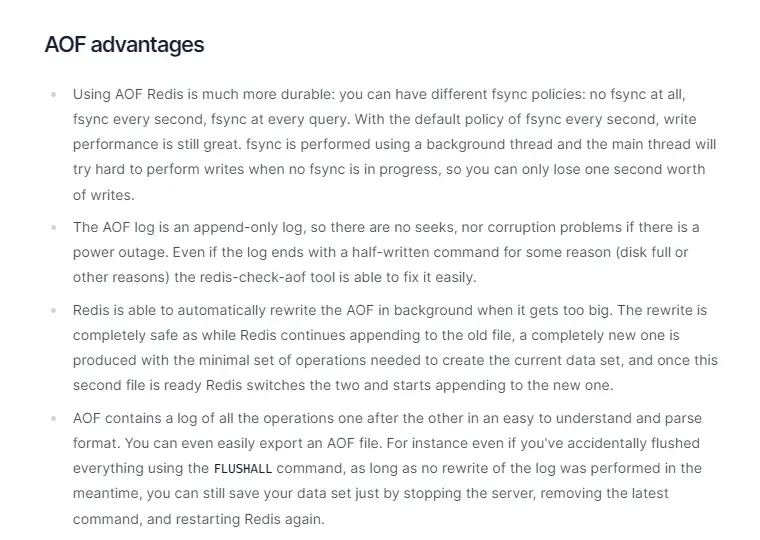 AOF advantages
Using AOF Redis is much more durable: you can have different fsync policies: no fsync at all,
fsync every second, fsync at every query. With the default policy of fsync every second, write
performance is still great. fsync is performed using a background thread and the main thread will
try hard to perform writes when no fsync is in progress, so you can only lose one second worth
of writes.
The AOF log is an append-only log, so there are no seeks, nor corruption problems if there is a
power outage. Even if the log ends with a half-written command for some reason (disk full or
other reasons) the redis-check-aof tool is able to fix it easily.
Redis is able to automatically rewrite the AOF in background when it gets too big. The rewrite is
completely safe as while Redis continues appending to the old file, a completely new one is
produced with the minimal set of operations needed to create the current data set, and once this
second file is ready Redis switches the two and starts appending to the new one.
AOF contains a log of all the operations one after the other in an easy to understand and parse
format. You can even easily export an AOF file. For instance even if you've accidentally flushed
everything using the FLUSHALL command, as long as no rewrite of the log was performed in the
meantime, you can still save your data set just by stopping the server, removing the latest
command, and restarting Redis again.